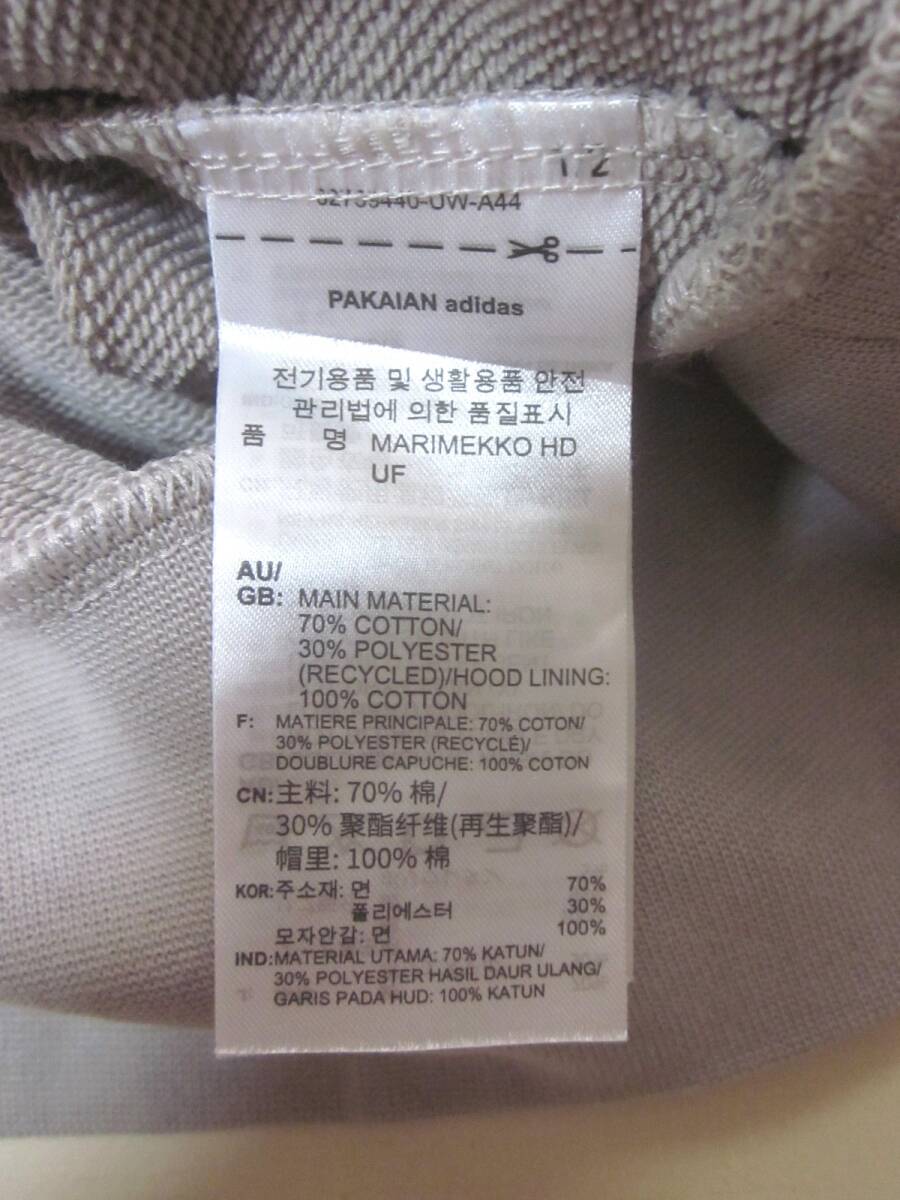 PAKAIAN adidas
전기용품 및 생활용품 안전
관리법에 의한 품질표시
품 명 MARIMEKKO HD
UF
AU/
GB: MAIN MATERIAL:
70% COTTON/
30% POLYESTER
(RECYCLED)/HOOD LINING:
100% COTTON
F: MATIERE PRINCIPALE: 70% COTON/
30% POLYESTER (RECYCLÉ)/
DOUBLURE CAPUCHE: 100% COTON
CN:主料: 70% 棉/
30% 聚酯纤维(再生聚酯)/
帽里: 100% 棉
KOR:주소재: 면 70%
폴리에스터 30%
모자안감: 면 100%
IND:MATERIAL UTAMA: 70% KATUN/
30% POLYESTER HASIL DAUR ULANG/
GARIS PADA HUD: 100% KATUN